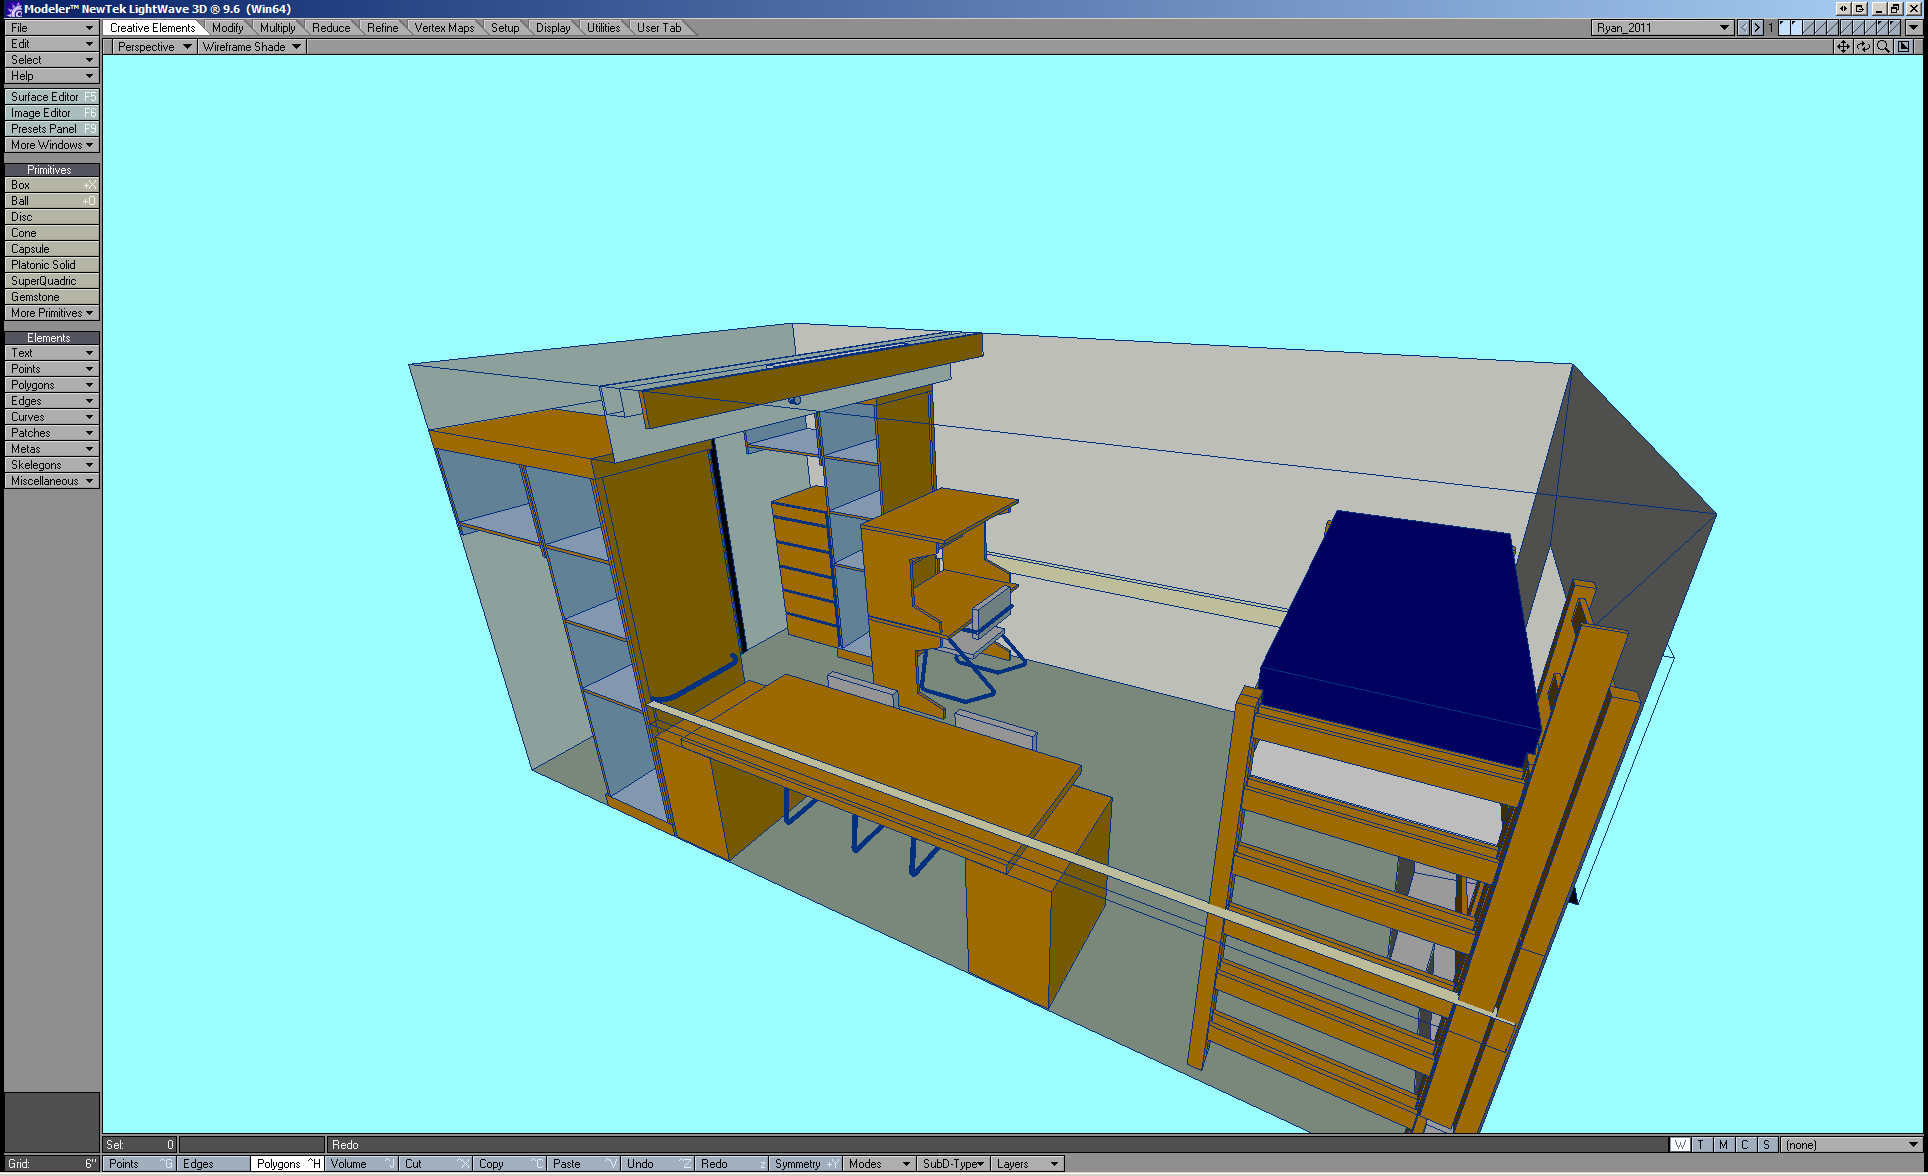 Modeler™ NewTek LightWave 3D ® 9.6 (Win64)
File
Creative Elements Modify Multiply Reduce Refine Vertex Maps Setup Display Utilities User Tab Ryan_2011 1
Edit
Perspective Wireframe Shade
Select
Help
Surface Editor F5
Image Editor F6
Presets Panel F9
More Windows
Primitives
Box +X
Ball +O
Disc
Cone
Capsule
Platonic Solid
SuperQuadric
Gemstone
More Primitives
Elements
Text
Points
Polygons
Edges
Curves
Patches
Metas
Skelegons
Miscellaneous
Sel: 0 Redo W T M C S (none)
Grid: 6" Points ^G Edges Polygons ^H Volume ^J Cut ^X Copy ^C Paste ^V Undo ^Z Redo z Symmetry +Y Modes SubD-Type Layers